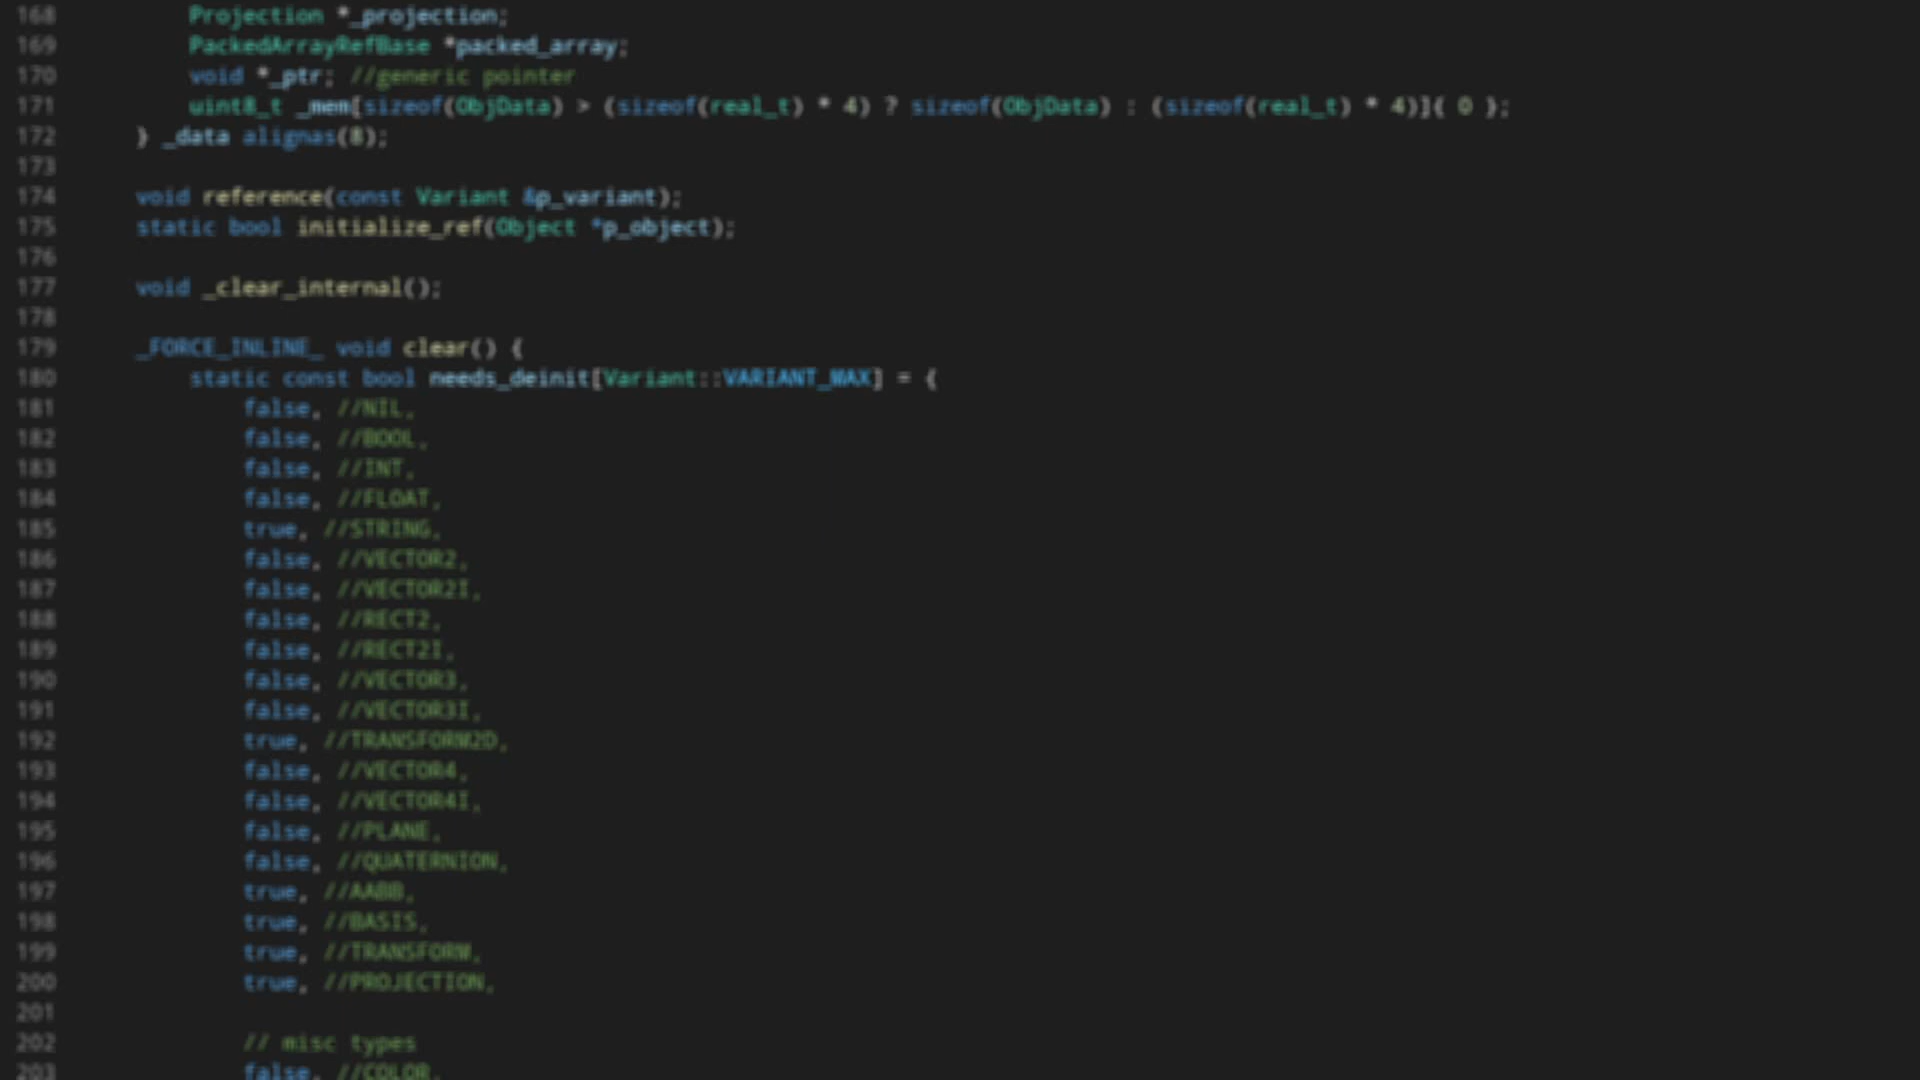 168 Projection *_projection;
169 PackedArrayRefBase *packed_array;
170 void *_ptr; //generic pointer
171 uint8_t _mem[sizeof(ObjData) > (sizeof(real_t) * 4) ? sizeof(ObjData) : (sizeof(real_t) * 4)]{ 0 };
172 } _data alignas(8);
173
174 void reference(const Variant &p_variant);
175 static bool initialize_ref(Object *p_object);
176
177 void _clear_internal();
178
179 _FORCE_INLINE_ void clear() {
180 static const bool needs_deinit[Variant::VARIANT_MAX] = {
181 false, //NIL,
182 false, //BOOL,
183 false, //INT,
184 false, //FLOAT,
185 true, //STRING,
186 false, //VECTOR2,
187 false, //VECTOR2I,
188 false, //RECT2,
189 false, //RECT2I,
190 false, //VECTOR3,
191 false, //VECTOR3I,
192 true, //TRANSFORM2D,
193 false, //VECTOR4,
194 false, //VECTOR4I,
195 false, //PLANE,
196 false, //QUATERNION,
197 true, //AABB,
198 true, //BASIS,
199 true, //TRANSFORM,
200 true, //PROJECTION,
201
202 // misc types
203 false, //COLOR,